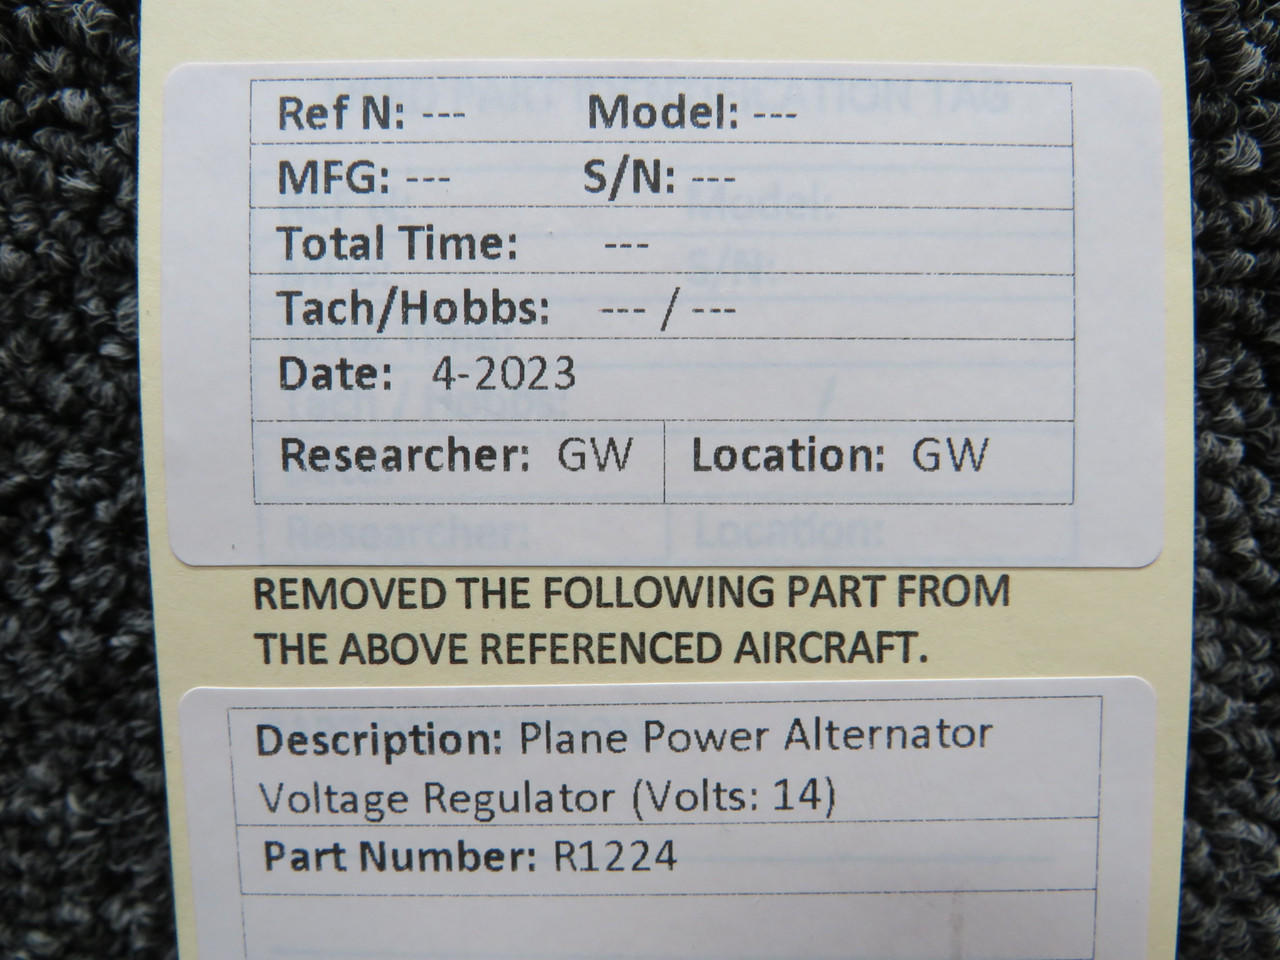 Ref N: --- Model: ---
MFG: --- S/N: ---
Total Time: ---
Tach/Hobbs: --- / ---
Date: 4-2023
Researcher: GW Location: GW
REMOVED THE FOLLOWING PART FROM
THE ABOVE REFERENCED AIRCRAFT.
Description: Plane Power Alternator
Voltage Regulator (Volts: 14)
Part Number: R1224